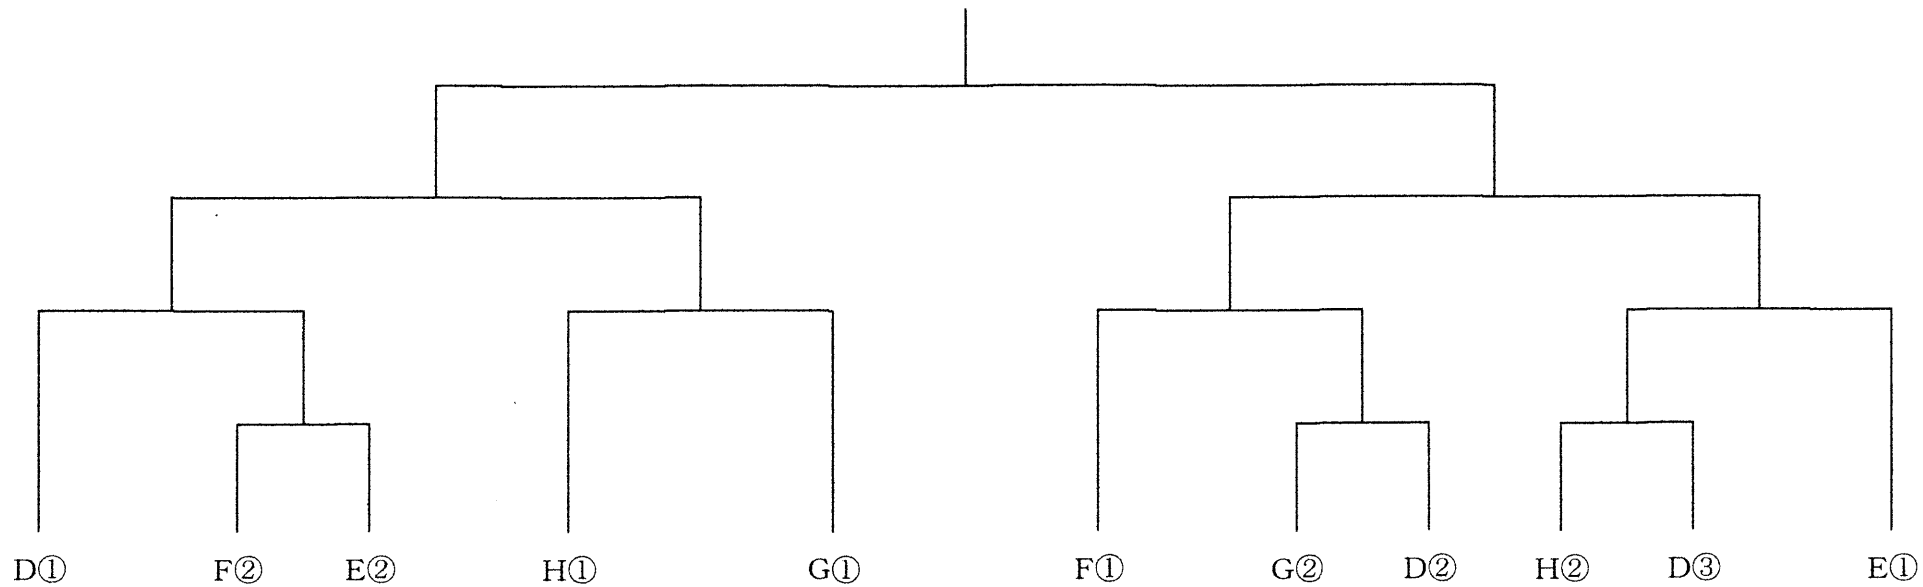 D① F② E② H① G① F① G② D② H② D③ E①